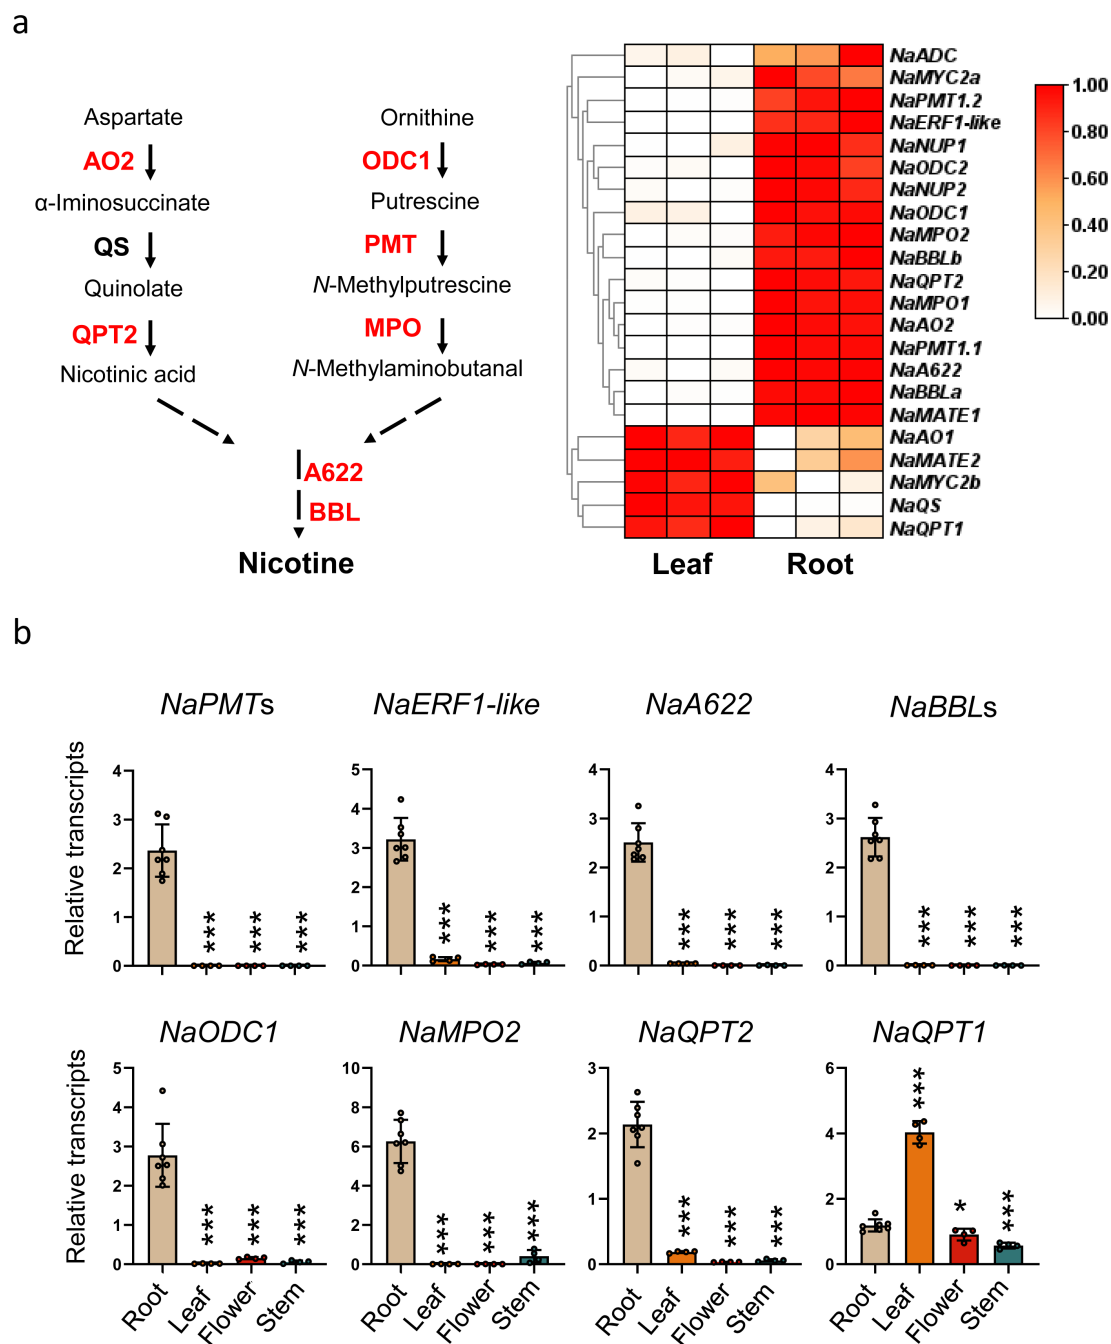 a
Aspartate
Ornithine
AO2
ODC1
α-Iminosuccinate
Putrescine
QS
PMT
Quinolate
N-Methylputrescine
QPT2
MPO
Nicotinic acid
N-Methylaminobutanal
A622
BBL
Nicotine
NaADC
NaMYC2a
NaPMT1.2
NaERF1-like
NaNUP1
NaODC2
NaNUP2
NaODC1
NaMPO2
NaBBLb
NaQPT2
NaMPO1
NaAO2
NaPMT1.1
NaA622
NaBBLa
NaMATE1
NaAO1
NaMATE2
NaMYC2b
NaQS
NaQPT1
Leaf
Root
1.00
0.80
0.60
0.40
0.20
0.00
b
NaPMTs
NaERF1-like
NaA622
NaBBLs
Relative transcripts
4
3
2
1
0
***
***
***
5
4
3
2
1
0
***
***
***
4
3
2
1
0
***
***
***
4
3
2
1
0
***
***
***
NaODC1
NaMPO2
NaQPT2
NaQPT1
Relative transcripts
5
4
3
2
1
0
***
***
***
Root
Leaf
Flower
Stem
10
8
6
4
2
0
***
***
***
Root
Leaf
Flower
Stem
3
2
1
0
***
***
***
Root
Leaf
Flower
Stem
6
4
2
0
***
*
***
Root
Leaf
Flower
Stem